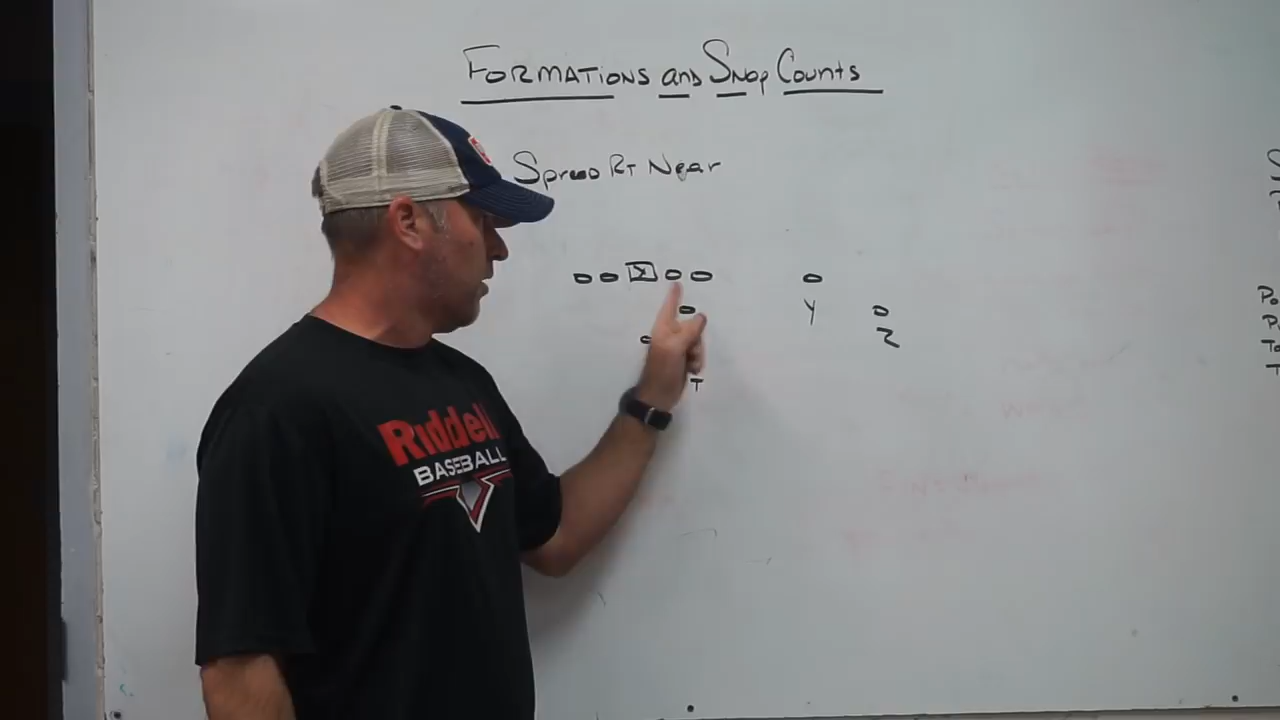 FORMATIONS and Snap Counts
Spread RT Near
Y
Z
T
Riddell
BASEBALL